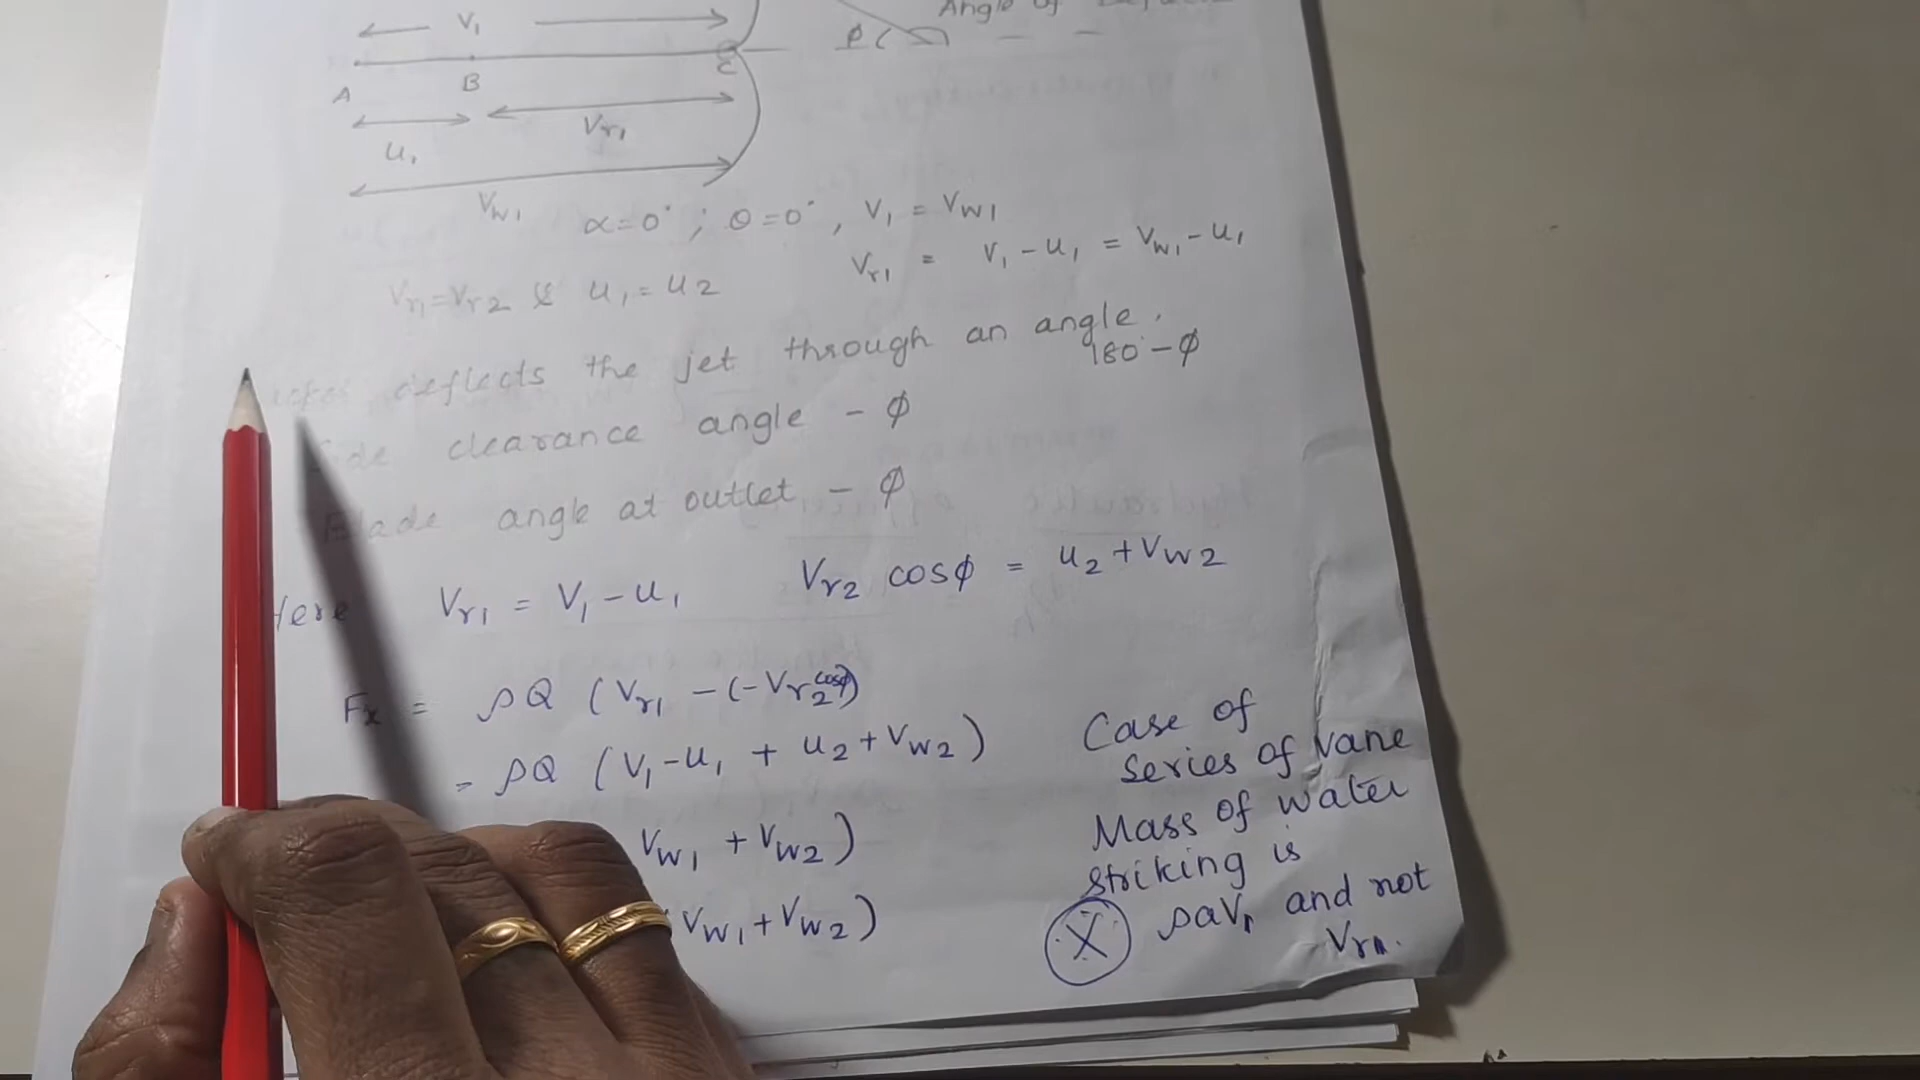 V1
Angle of
ϕ
A B C
Vr1
u1
Vw1
α=0° ; θ=0° , V1 = Vw1
Vr1 = V1 - u1 = Vw1 - u1
Vr1=Vr2 & u1=u2
deflects the jet through an angle.
180-ϕ
Side clearance angle - ϕ
Blade angle at outlet - ϕ
Here Vr1 = V1 - u1 Vr2 cosϕ = u2+Vw2
Fx = ρQ (Vr1 -(-Vr2cosϕ)
= ρQ (V1-u1 + u2+Vw2)
Vw1 +Vw2)
(Vw1+Vw2)
Case of
series of vane
Mass of water
striking is
X ρaV1 and not
Vr1.